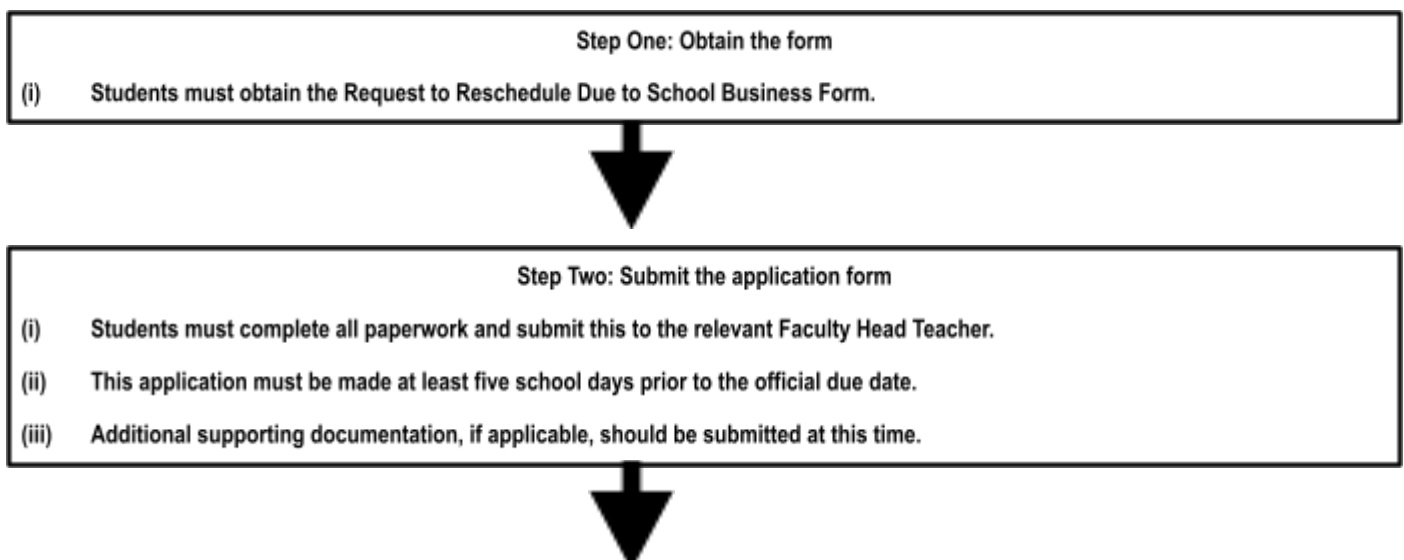 Step One: Obtain the form
(i) Students must obtain the Request to Reschedule Due to School Business Form.
Step Two: Submit the application form
(i) Students must complete all paperwork and submit this to the relevant Faculty Head Teacher.
(ii) This application must be made at least five school days prior to the official due date.
(iii) Additional supporting documentation, if applicable, should be submitted at this time.